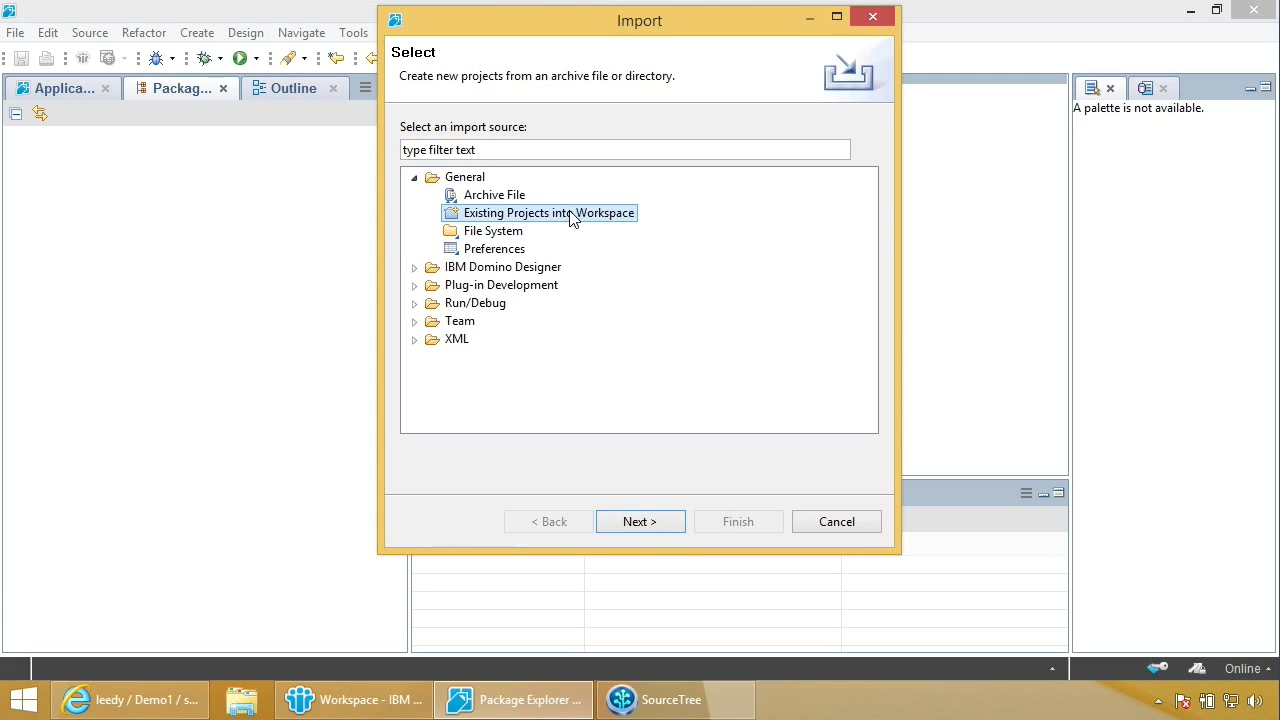 Import
File Edit Source Refactor Create Design Navigate Tools
Select
Create new projects from an archive file or directory.
Applica... Packag... Outline
A palette is not available.
Select an import source:
type filter text
General
Archive File
Existing Projects into Workspace
File System
Preferences
IBM Domino Designer
Plug-in Development
Run/Debug
Team
XML
< Back Next > Finish Cancel
Online
leedy / Demo1 / s... Workspace - IBM ... Package Explorer ... SourceTree